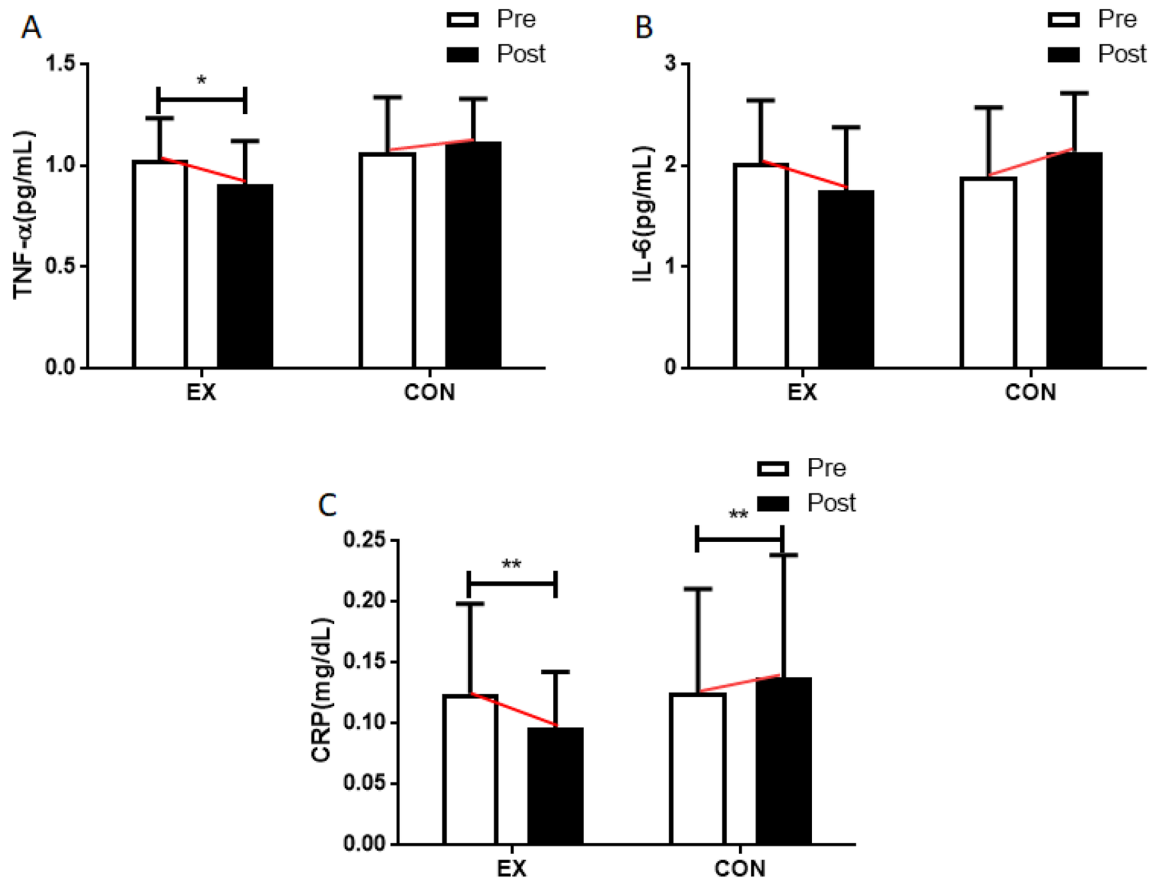 A
Pre
Post
TNF-α(pg/mL)
1.5
1.0
0.5
0.0
*
EX
CON
B
Pre
Post
IL-6(pg/mL)
3
2
1
0
EX
CON
C
Pre
Post
CRP(mg/dL)
0.25
0.20
0.15
0.10
0.05
0.00
**
**
EX
CON